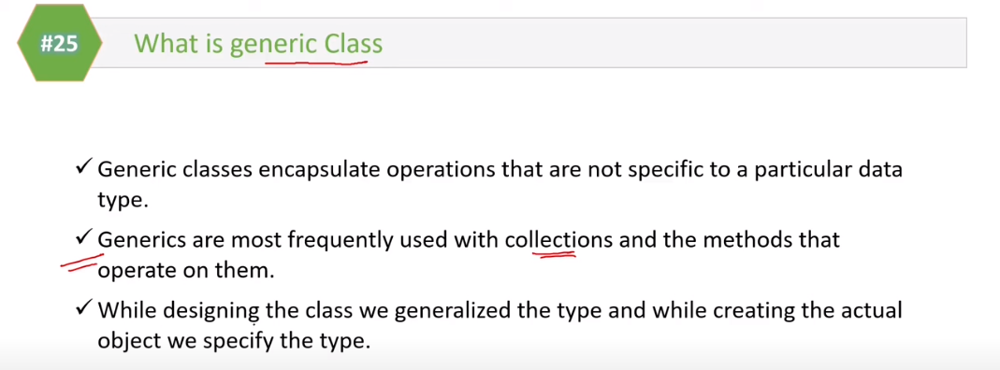 #25
What is generic Class
✓ Generic classes encapsulate operations that are not specific to a particular data
type.
✓ Generics are most frequently used with collections and the methods that
operate on them.
✓ While designing the class we generalized the type and while creating the actual
object we specify the type.